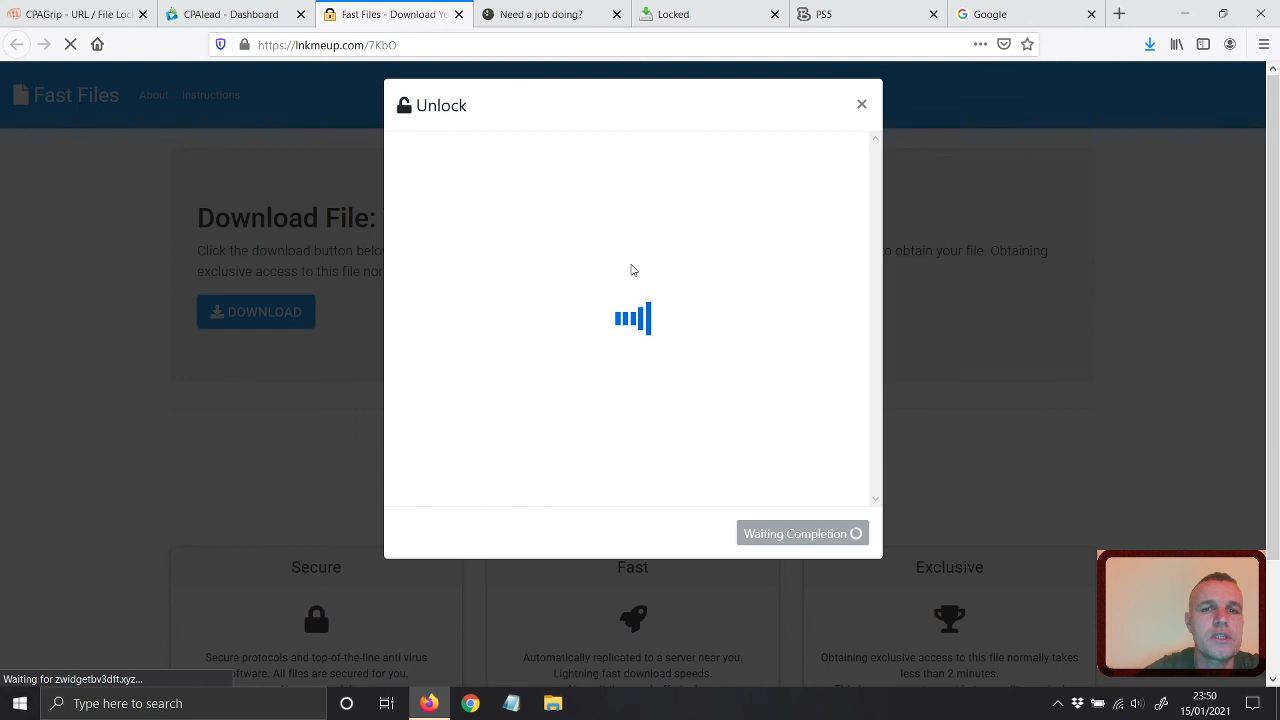 CPAGrip - URL / File Lock
CPAlead - Dashboard
Fast Files - Download Yo
Need a job doing?
Locked
PS5
Google
https://lnkmeup.com/7KbO
Fast Files
About
Instructions
Unlock
Download File:
Click the download button belo
to obtain your file. Obtaining
exclusive access to this file nor
DOWNLOAD
Waiting Completion
Secure
Fast
Exclusive
Secure protocols and top-of-the-line anti virus
software. All files are secured for you.
Automatically replicated to a server near you.
Lightning fast download speeds.
Obtaining exclusive access to this file normally takes
less than 2 minutes.
Waiting for zwidgetbv3dft.xyz...
Type here to search
23:50
15/01/2021